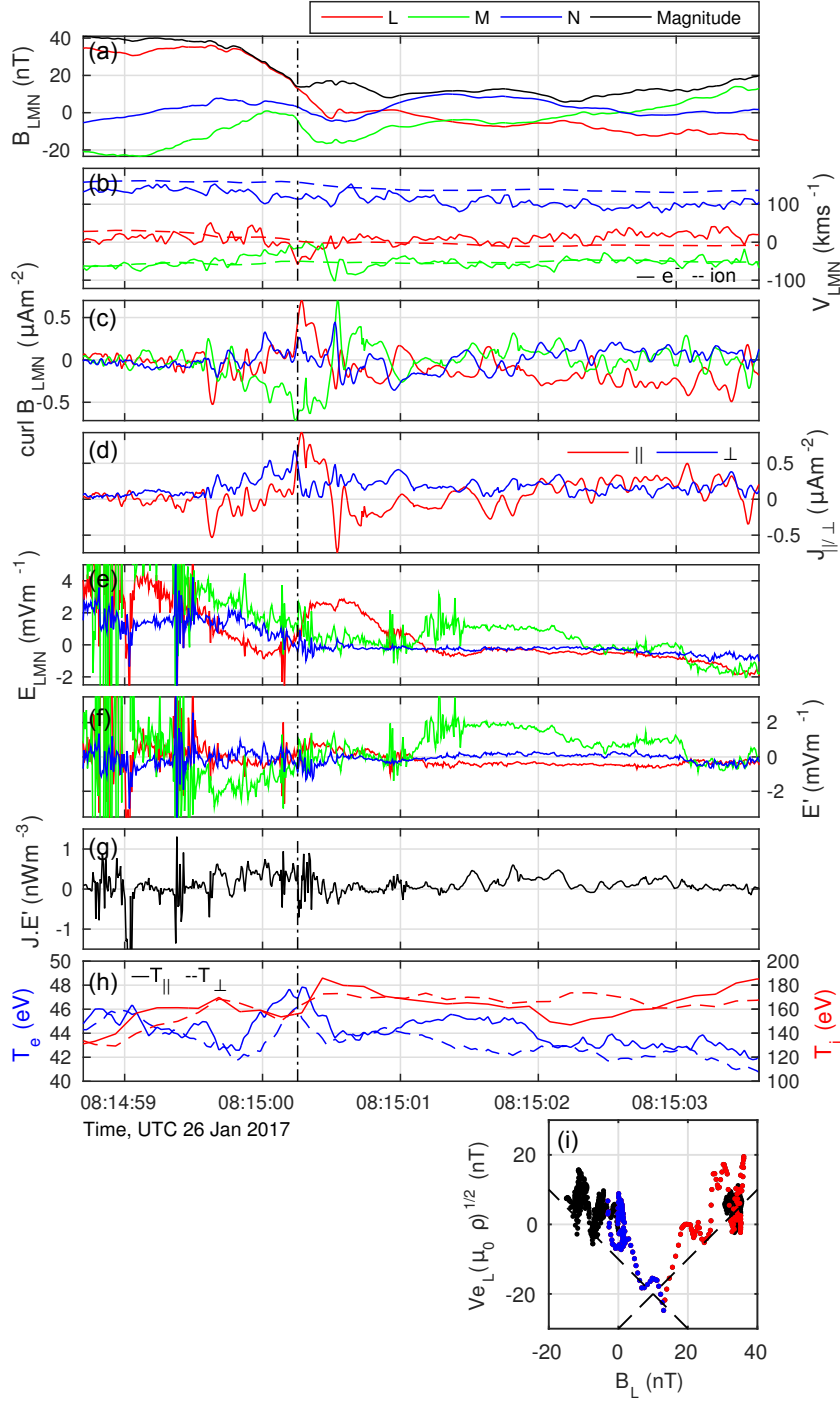 L M N Magnitude
(a)
40
20
0
-20
B_LMN (nT)
(b)
100
0
-100
V_LMN (kms^-1)
— e^- -- ion
(c)
0.5
0
-0.5
curl B_LMN (μAm^-2)
(d)
|| ⊥
0.5
0
-0.5
J_||/⊥ (μAm^-2)
(e)
4
2
0
-2
E_LMN (mVm^-1)
(f)
2
0
-2
E' (mVm^-1)
(g)
1
0
-1
J.E' (nWm^-3)
(h)
—T_|| --T_⊥
50
48
46
44
42
40
T_e (eV)
200
180
160
140
120
100
T_i (eV)
08:14:59 08:15:00 08:15:01 08:15:02 08:15:03
Time, UTC 26 Jan 2017
(i)
20
0
-20
Ve_L (μ_0 ρ)^1/2 (nT)
-20 0 20 40
B_L (nT)